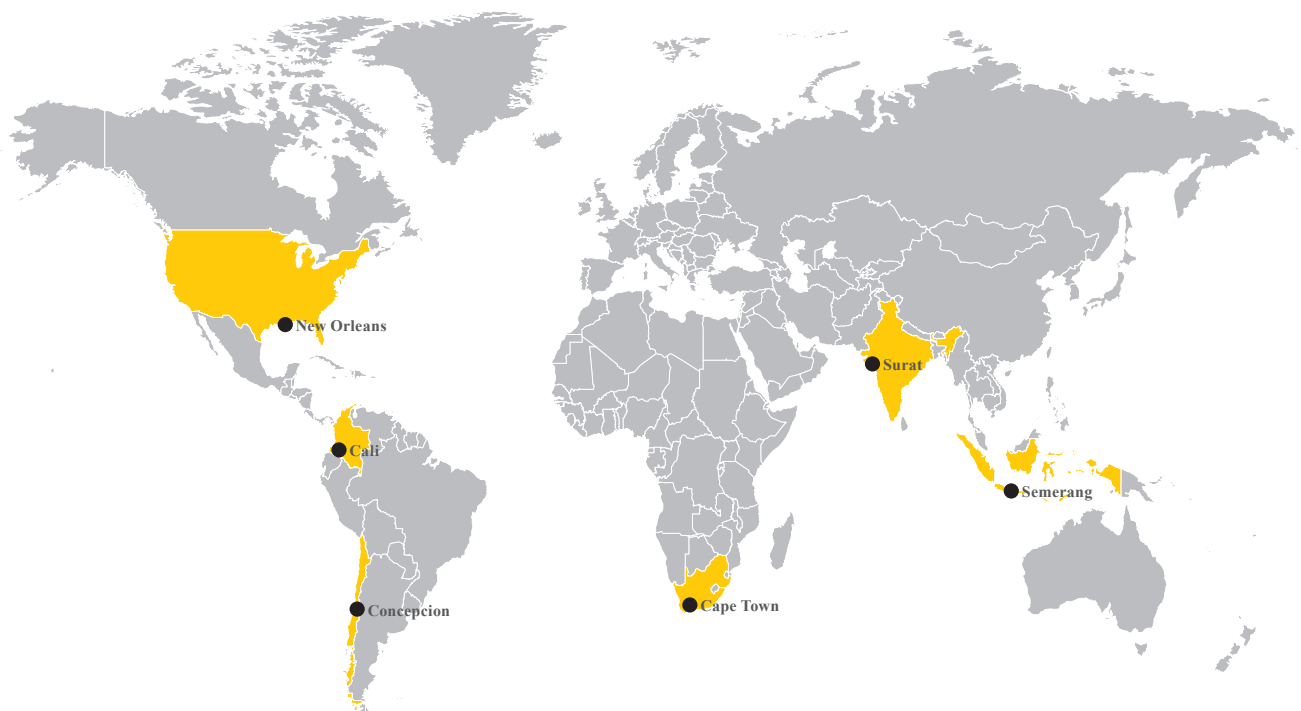 New Orleans
Surat
Cali
Semerang
Concepcion
Cape Town